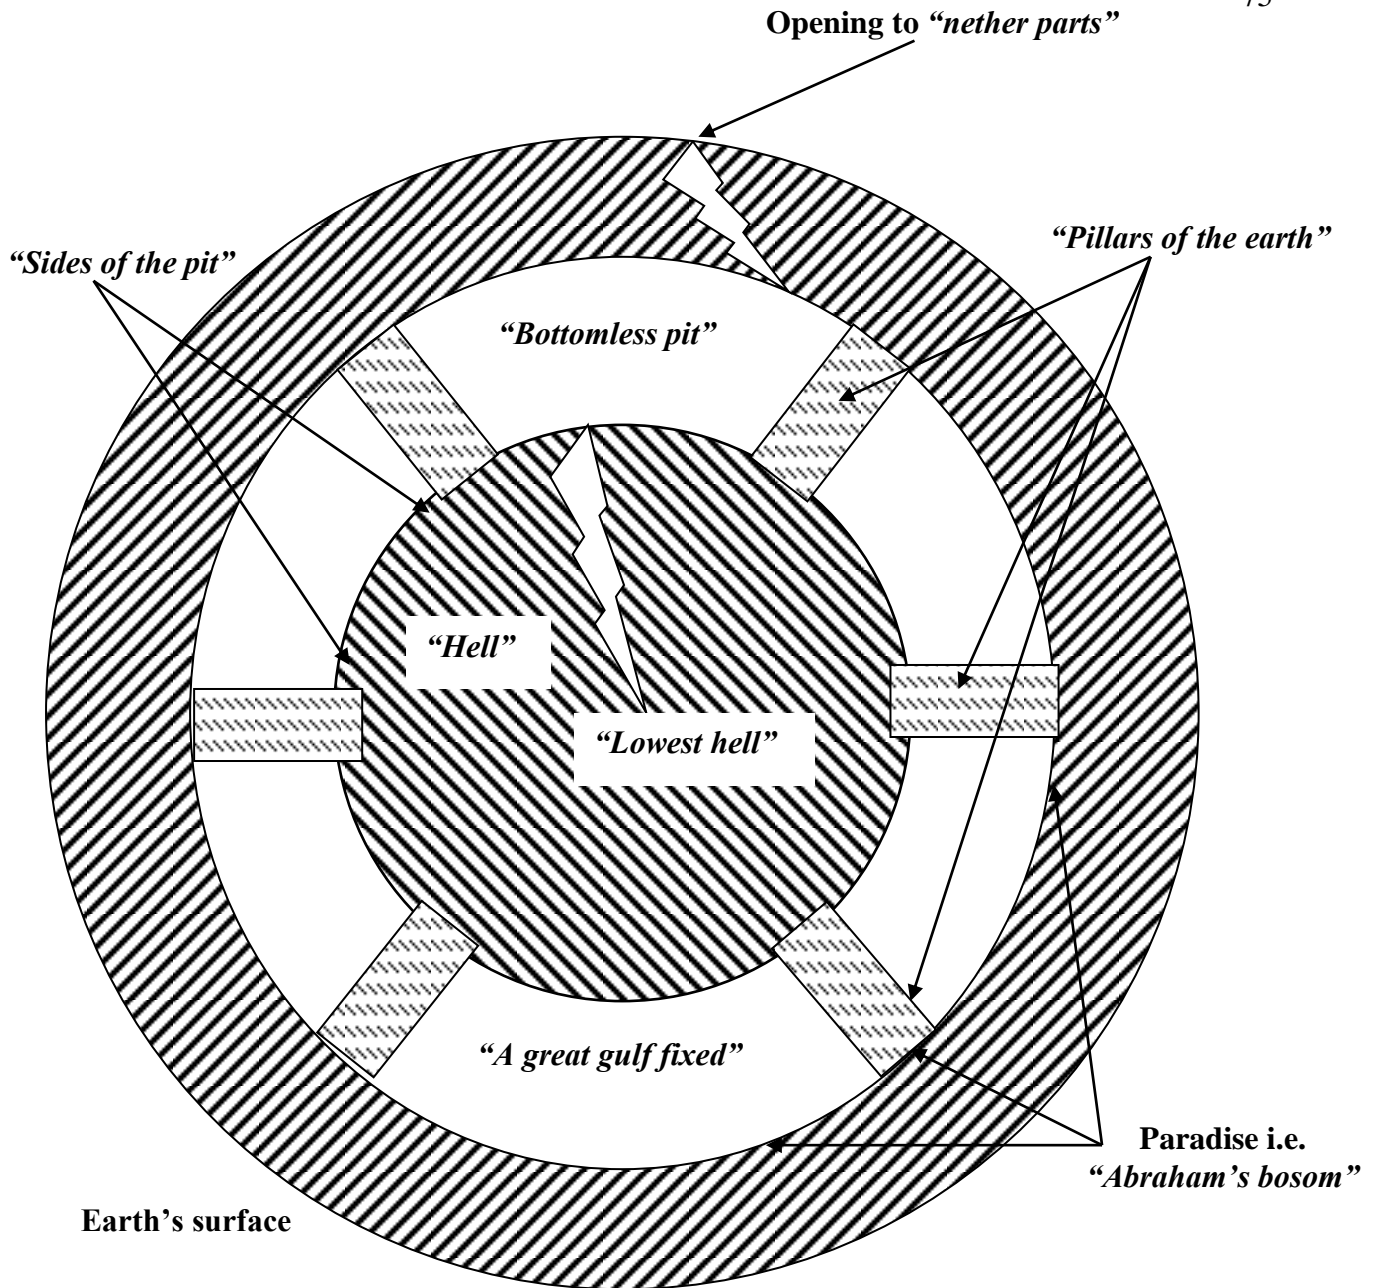 Opening to “nether parts”
“Pillars of the earth”
“Sides of the pit”
“Bottomless pit”
“Hell”
“Lowest hell”
“A great gulf fixed”
Paradise i.e.
“Abraham’s bosom”
Earth’s surface